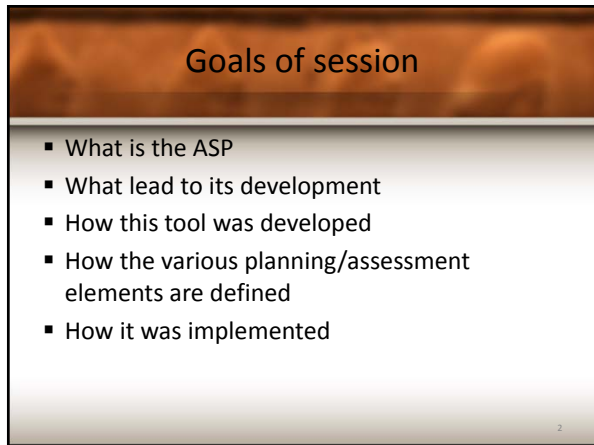 Goals of session
▪ What is the ASP
▪ What lead to its development
▪ How this tool was developed
▪ How the various planning/assessment
elements are defined
▪ How it was implemented
2